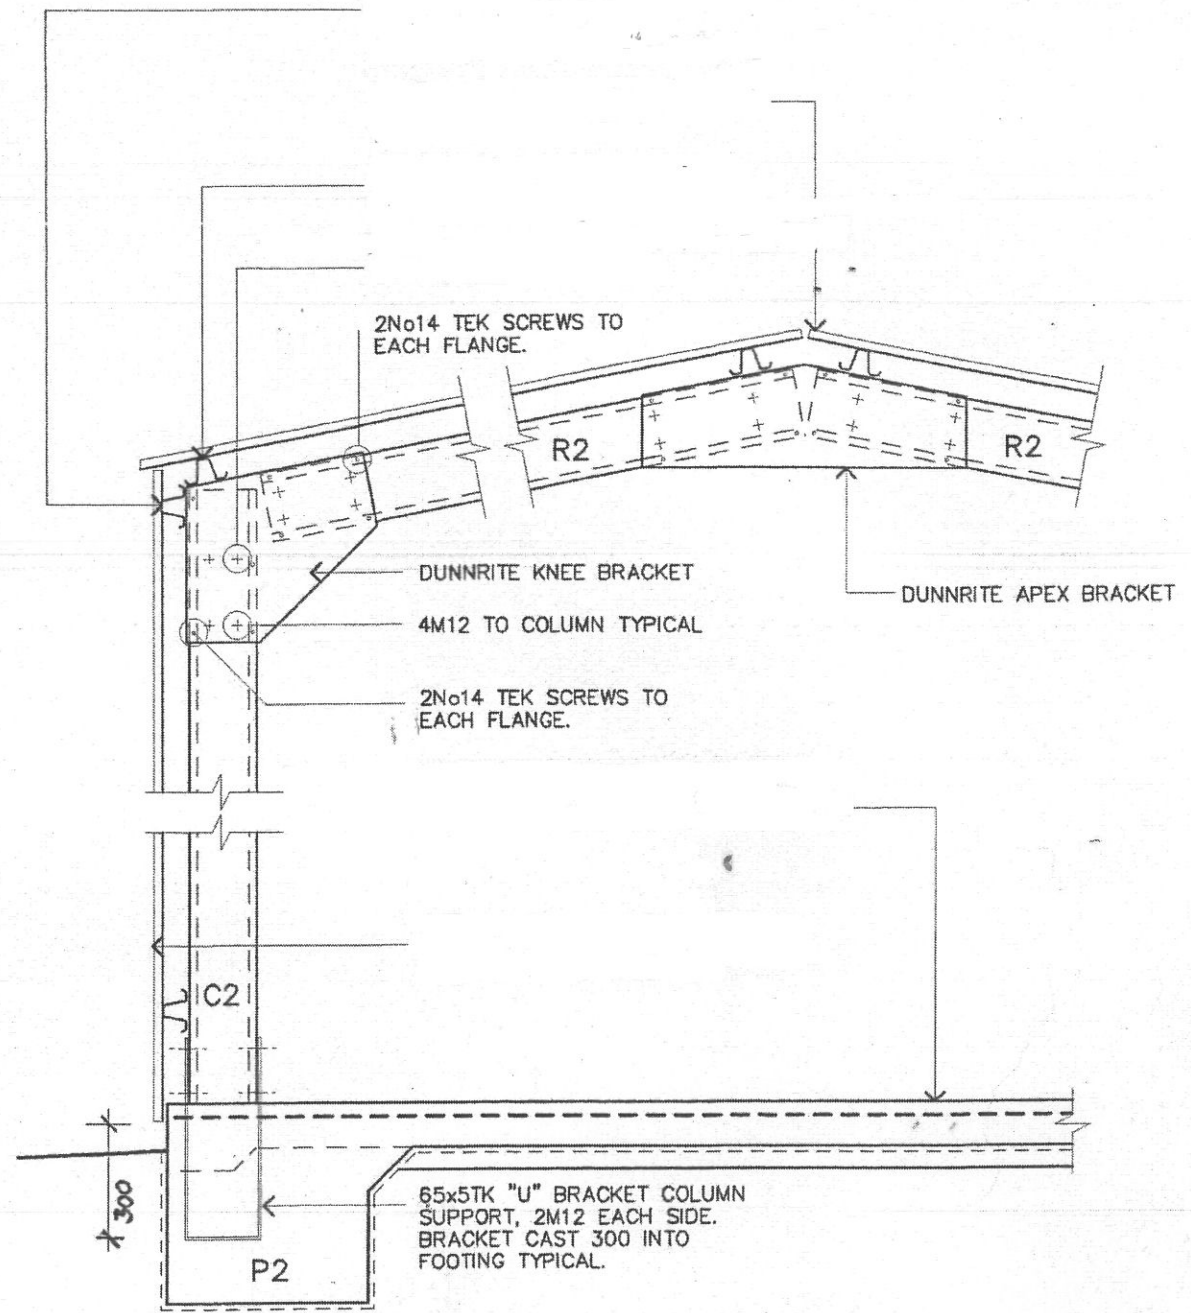 2No14 TEK SCREWS TO
EACH FLANGE.
R2
R2
DUNNRITE KNEE BRACKET
DUNNRITE APEX BRACKET
4M12 TO COLUMN TYPICAL
2No14 TEK SCREWS TO
EACH FLANGE.
C2
300
65x5TK "U" BRACKET COLUMN
SUPPORT, 2M12 EACH SIDE.
BRACKET CAST 300 INTO
FOOTING TYPICAL.
P2